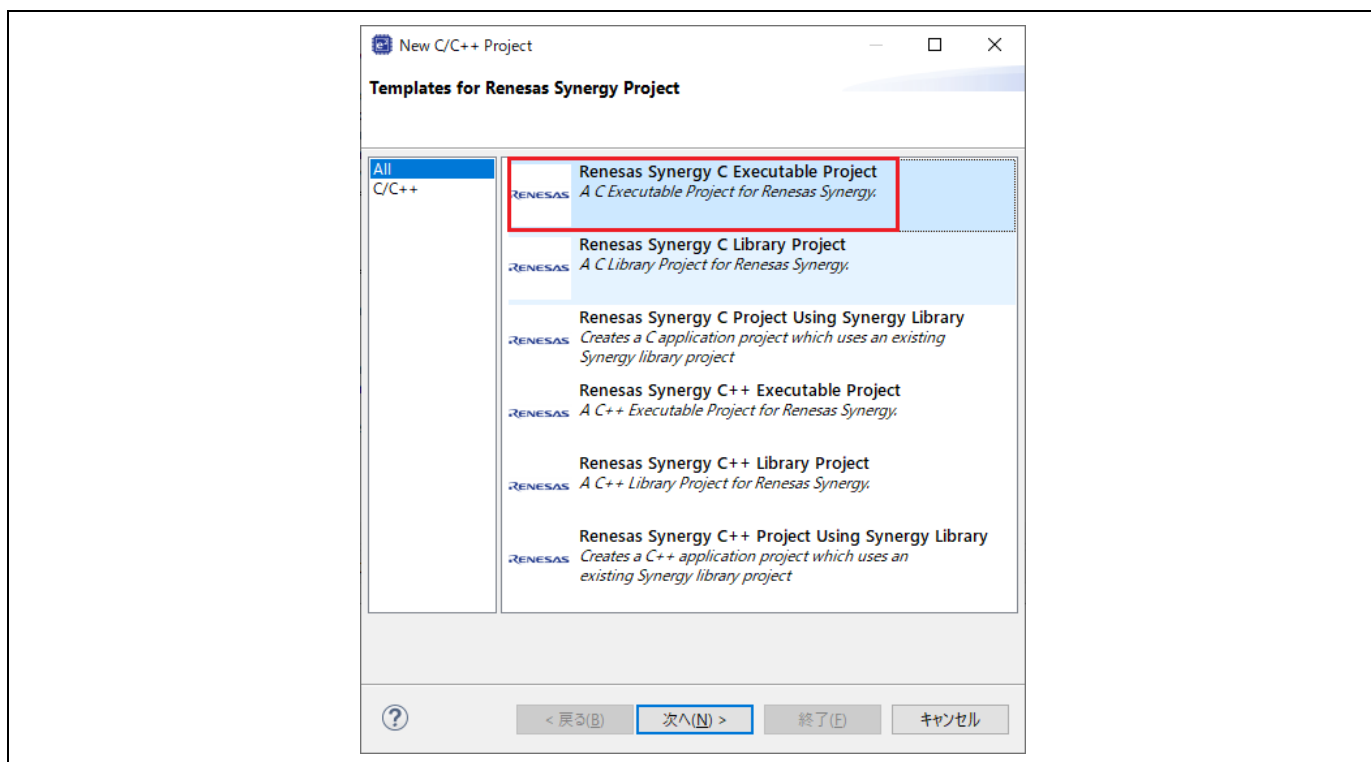 New C/C++ Project
Templates for Renesas Synergy Project
All
C/C++
RENESAS
Renesas Synergy C Executable Project
A C Executable Project for Renesas Synergy.
RENESAS
Renesas Synergy C Library Project
A C Library Project for Renesas Synergy.
RENESAS
Renesas Synergy C Project Using Synergy Library
Creates a C application project which uses an existing
Synergy library project
RENESAS
Renesas Synergy C++ Executable Project
A C++ Executable Project for Renesas Synergy.
RENESAS
Renesas Synergy C++ Library Project
A C++ Library Project for Renesas Synergy.
RENESAS
Renesas Synergy C++ Project Using Synergy Library
Creates a C++ application project which uses an
existing Synergy library project
?
< 戻る(B)
次へ(N) >
終了(F)
キャンセル